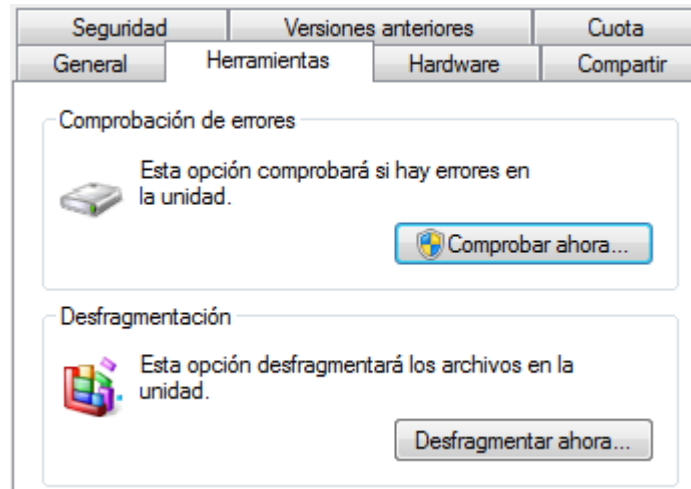 Seguridad Versiones anteriores Cuota
General Herramientas Hardware Compartir
Comprobación de errores
Esta opción comprobará si hay errores en
la unidad.
Comprobar ahora...
Desfragmentación
Esta opción desfragmentará los archivos en la
unidad.
Desfragmentar ahora...